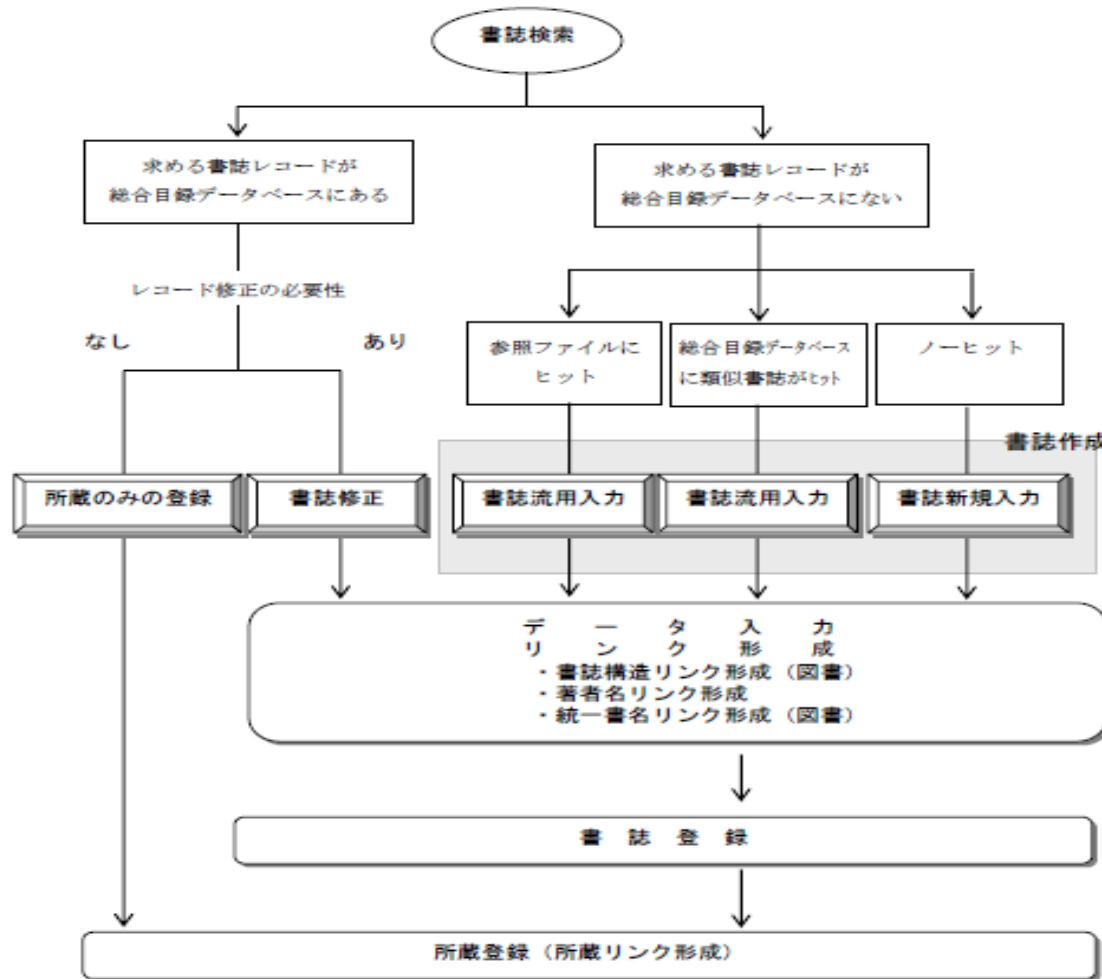 書誌検索
求める書誌レコードが
総合目録データベースにある
求める書誌レコードが
総合目録データベースにない
レコード修正の必要性
なし
あり
参照ファイルに
ヒット
総合目録データベース
に類似書誌がヒット
ノーヒット
書誌作成
所蔵のみの登録
書誌修正
書誌流用入力
書誌流用入力
書誌新規入力
データ入力
リンク形成
・書誌構造リンク形成（図書）
・著者名リンク形成
・統一書名リンク形成（図書）
書誌登録
所蔵登録（所蔵リンク形成）